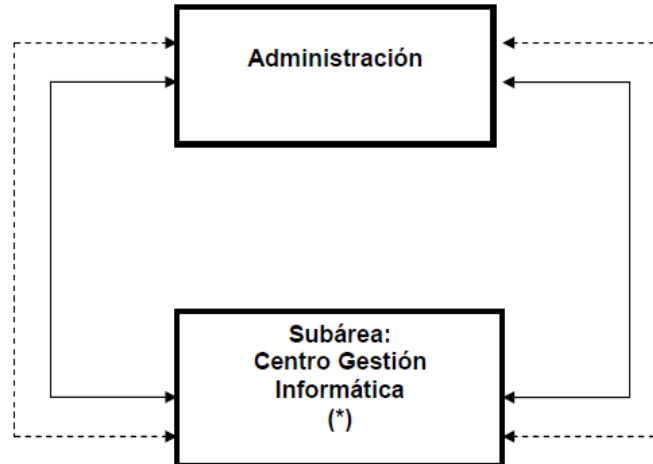 Administración
Subárea:
Centro Gestión
Informática
(*)